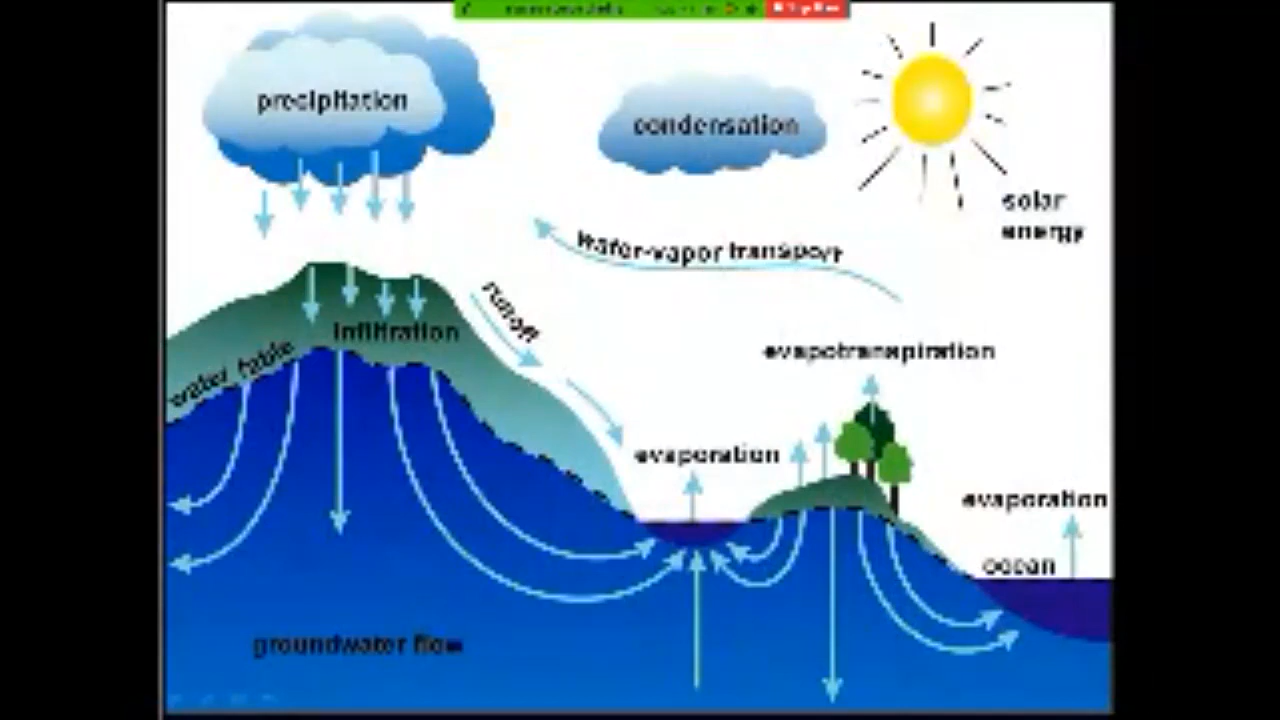 precipitation
condensation
solar
energy
water-vapor transport
runoff
infiltration
water table
evapotranspiration
evaporation
evaporation
ocean
groundwater flow